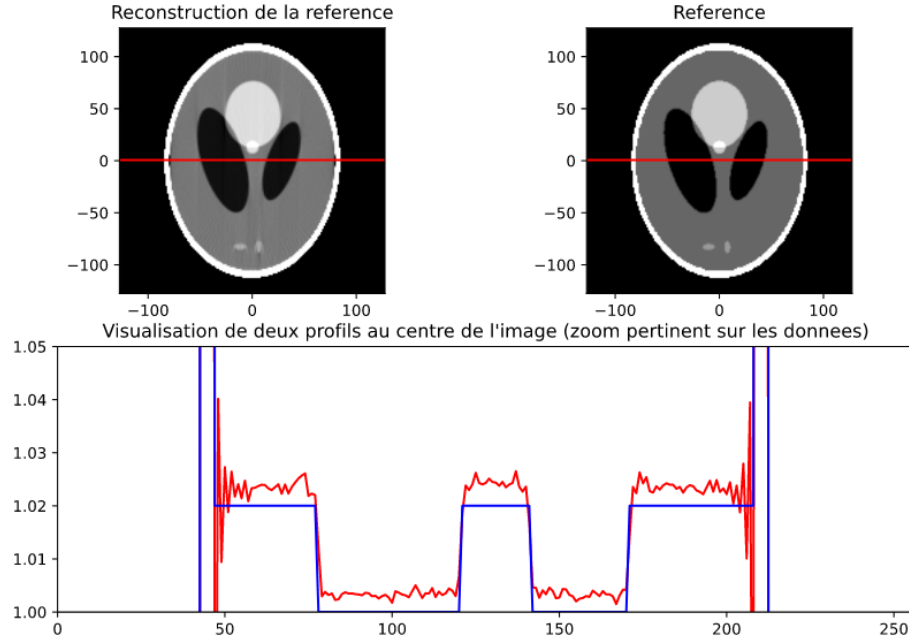 Reconstruction de la reference
Reference
100
50
0
−50
−100
−100 0 100
100
50
0
−50
−100
−100 0 100
Visualisation de deux profils au centre de l'image (zoom pertinent sur les donnees)
1.05
1.04
1.03
1.02
1.01
1.00
0 50 100 150 200 250